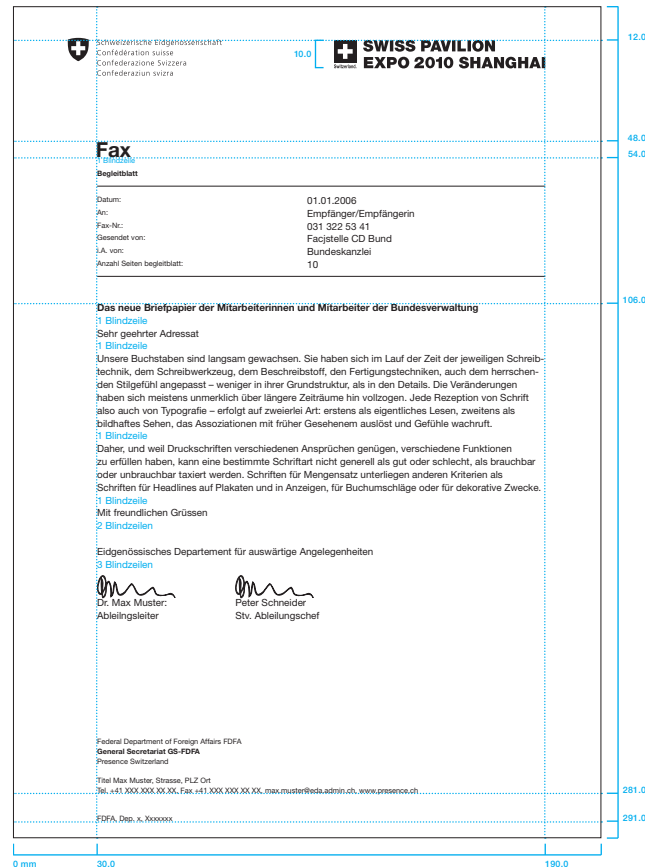 Schweizerische Eidgenossenschaft
Confédération suisse
Confederazione Svizzera
Confederaziun svizra
10.0
Switzerland.
SWISS PAVILION
EXPO 2010 SHANGHAI
12.0
48.0
Fax
54.0
1 Blindzeile
Begleitblatt
Datum: 01.01.2006
An: Empfänger/Empfängerin
Fax-Nr.: 031 322 53 41
Gesendet von: Facjstelle CD Bund
i.A. von: Bundeskanzlei
Anzahl Seiten begleitblatt: 10
106.0
Das neue Briefpapier der Mitarbeiterinnen und Mitarbeiter der Bundesverwaltung
1 Blindzeile
Sehr geehrter Adressat
1 Blindzeile
Unsere Buchstaben sind langsam gewachsen. Sie haben sich im Lauf der Zeit der jeweiligen Schreib-
technik, dem Schreibwerkzeug, dem Beschreibstoff, den Fertigungstechniken, auch dem herrschen-
den Stilgefühl angepasst – weniger in ihrer Grundstruktur, als in den Details. Die Veränderungen
haben sich meistens unmerklich über längere Zeiträume hin vollzogen. Jede Rezeption von Schrift
also auch von Typografie – erfolgt auf zweierlei Art: erstens als eigentliches Lesen, zweitens als
bildhaftes Sehen, das Assoziationen mit früher Gesehenem auslöst und Gefühle wachruft.
1 Blindzeile
Daher, und weil Druckschriften verschiedenen Ansprüchen genügen, verschiedene Funktionen
zu erfüllen haben, kann eine bestimmte Schriftart nicht generell als gut oder schlecht, als brauchbar
oder unbrauchbar taxiert werden. Schriften für Mengensatz unterliegen anderen Kriterien als
Schriften für Headlines auf Plakaten und in Anzeigen, für Buchumschläge oder für dekorative Zwecke.
1 Blindzeile
Mit freundlichen Grüssen
2 Blindzeilen
Eidgenössisches Departement für auswärtige Angelegenheiten
3 Blindzeilen
Dr. Max Muster: Peter Schneider
Ableilngsleiter Stv. Ableilungschef
Federal Department of Foreign Affairs FDFA
General Secretariat GS-FDFA
Presence Switzerland
Titel Max Muster, Strasse, PLZ Ort
Tel. +41 XXX XXX XX XX, Fax +41 XXX XXX XX XX, max.muster@eda.admin.ch, www.presence.ch
281.0
FDFA, Dep. x, Xxxxxxx
291.0
0 mm 30.0 190.0